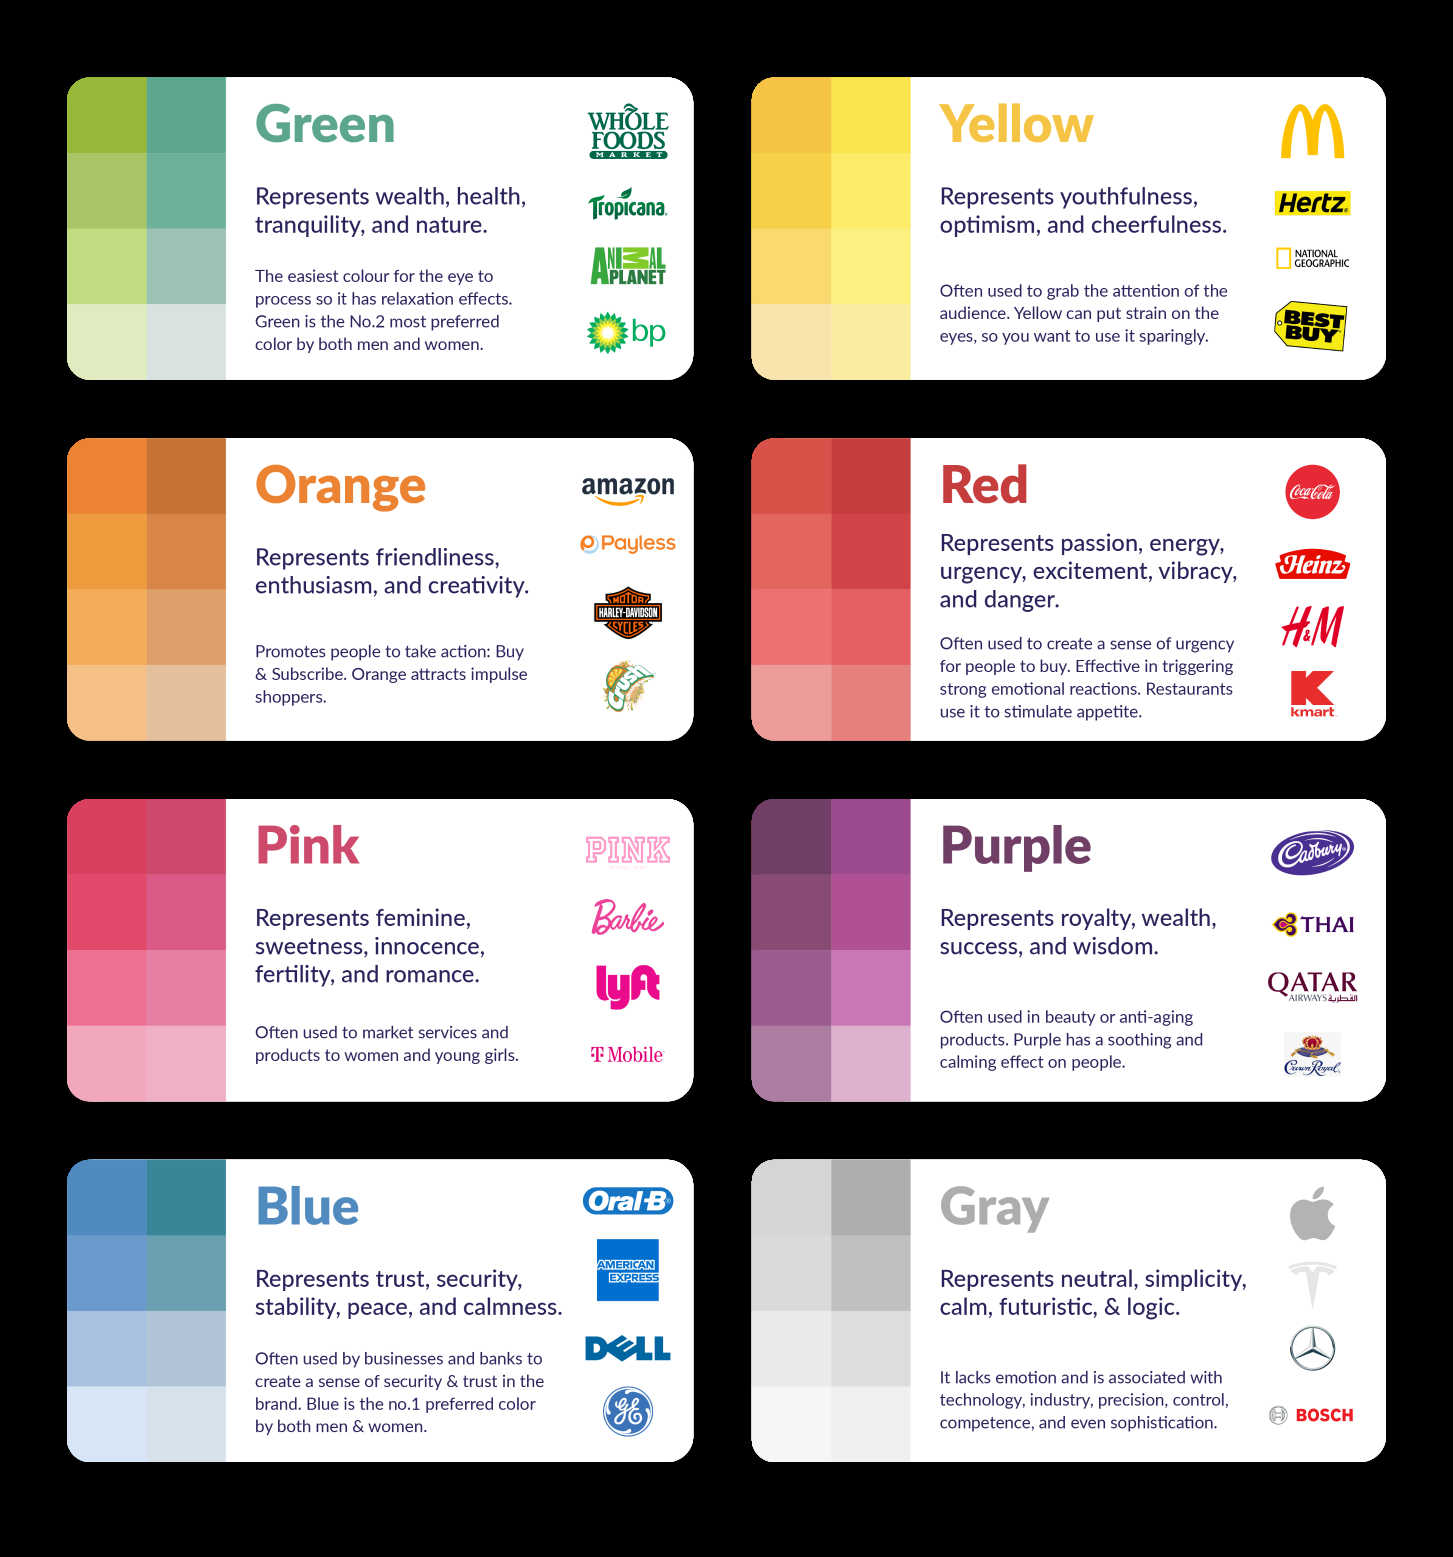 Green
Represents wealth, health,
tranquility, and nature.
The easiest colour for the eye to
process so it has relaxation effects.
Green is the No.2 most preferred
color by both men and women.
WHOLE
FOODS
MARKET
Tropicana
ANIMAL
PLANET
bp
Yellow
Represents youthfulness,
optimism, and cheerfulness.
Often used to grab the attention of the
audience. Yellow can put strain on the
eyes, so you want to use it sparingly.
M
Hertz
NATIONAL
GEOGRAPHIC
BEST
BUY
Orange
Represents friendliness,
enthusiasm, and creativity.
Promotes people to take action: Buy
& Subscribe. Orange attracts impulse
shoppers.
amazon
Payless
MOTOR
HARLEY-DAVIDSON
CYCLES
Crush
Red
Represents passion, energy,
urgency, excitement, vibracy,
and danger.
Often used to create a sense of urgency
for people to buy. Effective in triggering
strong emotional reactions. Restaurants
use it to stimulate appetite.
Coca-Cola
Heinz
H&M
K
kmart
Pink
Represents feminine,
sweetness, innocence,
fertility, and romance.
Often used to market services and
products to women and young girls.
PINK
Barbie
lyft
T Mobile
Purple
Represents royalty, wealth,
success, and wisdom.
Often used in beauty or anti-aging
products. Purple has a soothing and
calming effect on people.
Cadbury
THAI
QATAR
AIRWAYS القطرية
Crown Royal
Blue
Represents trust, security,
stability, peace, and calmness.
Often used by businesses and banks to
create a sense of security & trust in the
brand. Blue is the no.1 preferred color
by both men & women.
Oral-B
AMERICAN
EXPRESS
DELL
GE
Gray
Represents neutral, simplicity,
calm, futuristic, & logic.
It lacks emotion and is associated with
technology, industry, precision, control,
competence, and even sophistication.
BOSCH